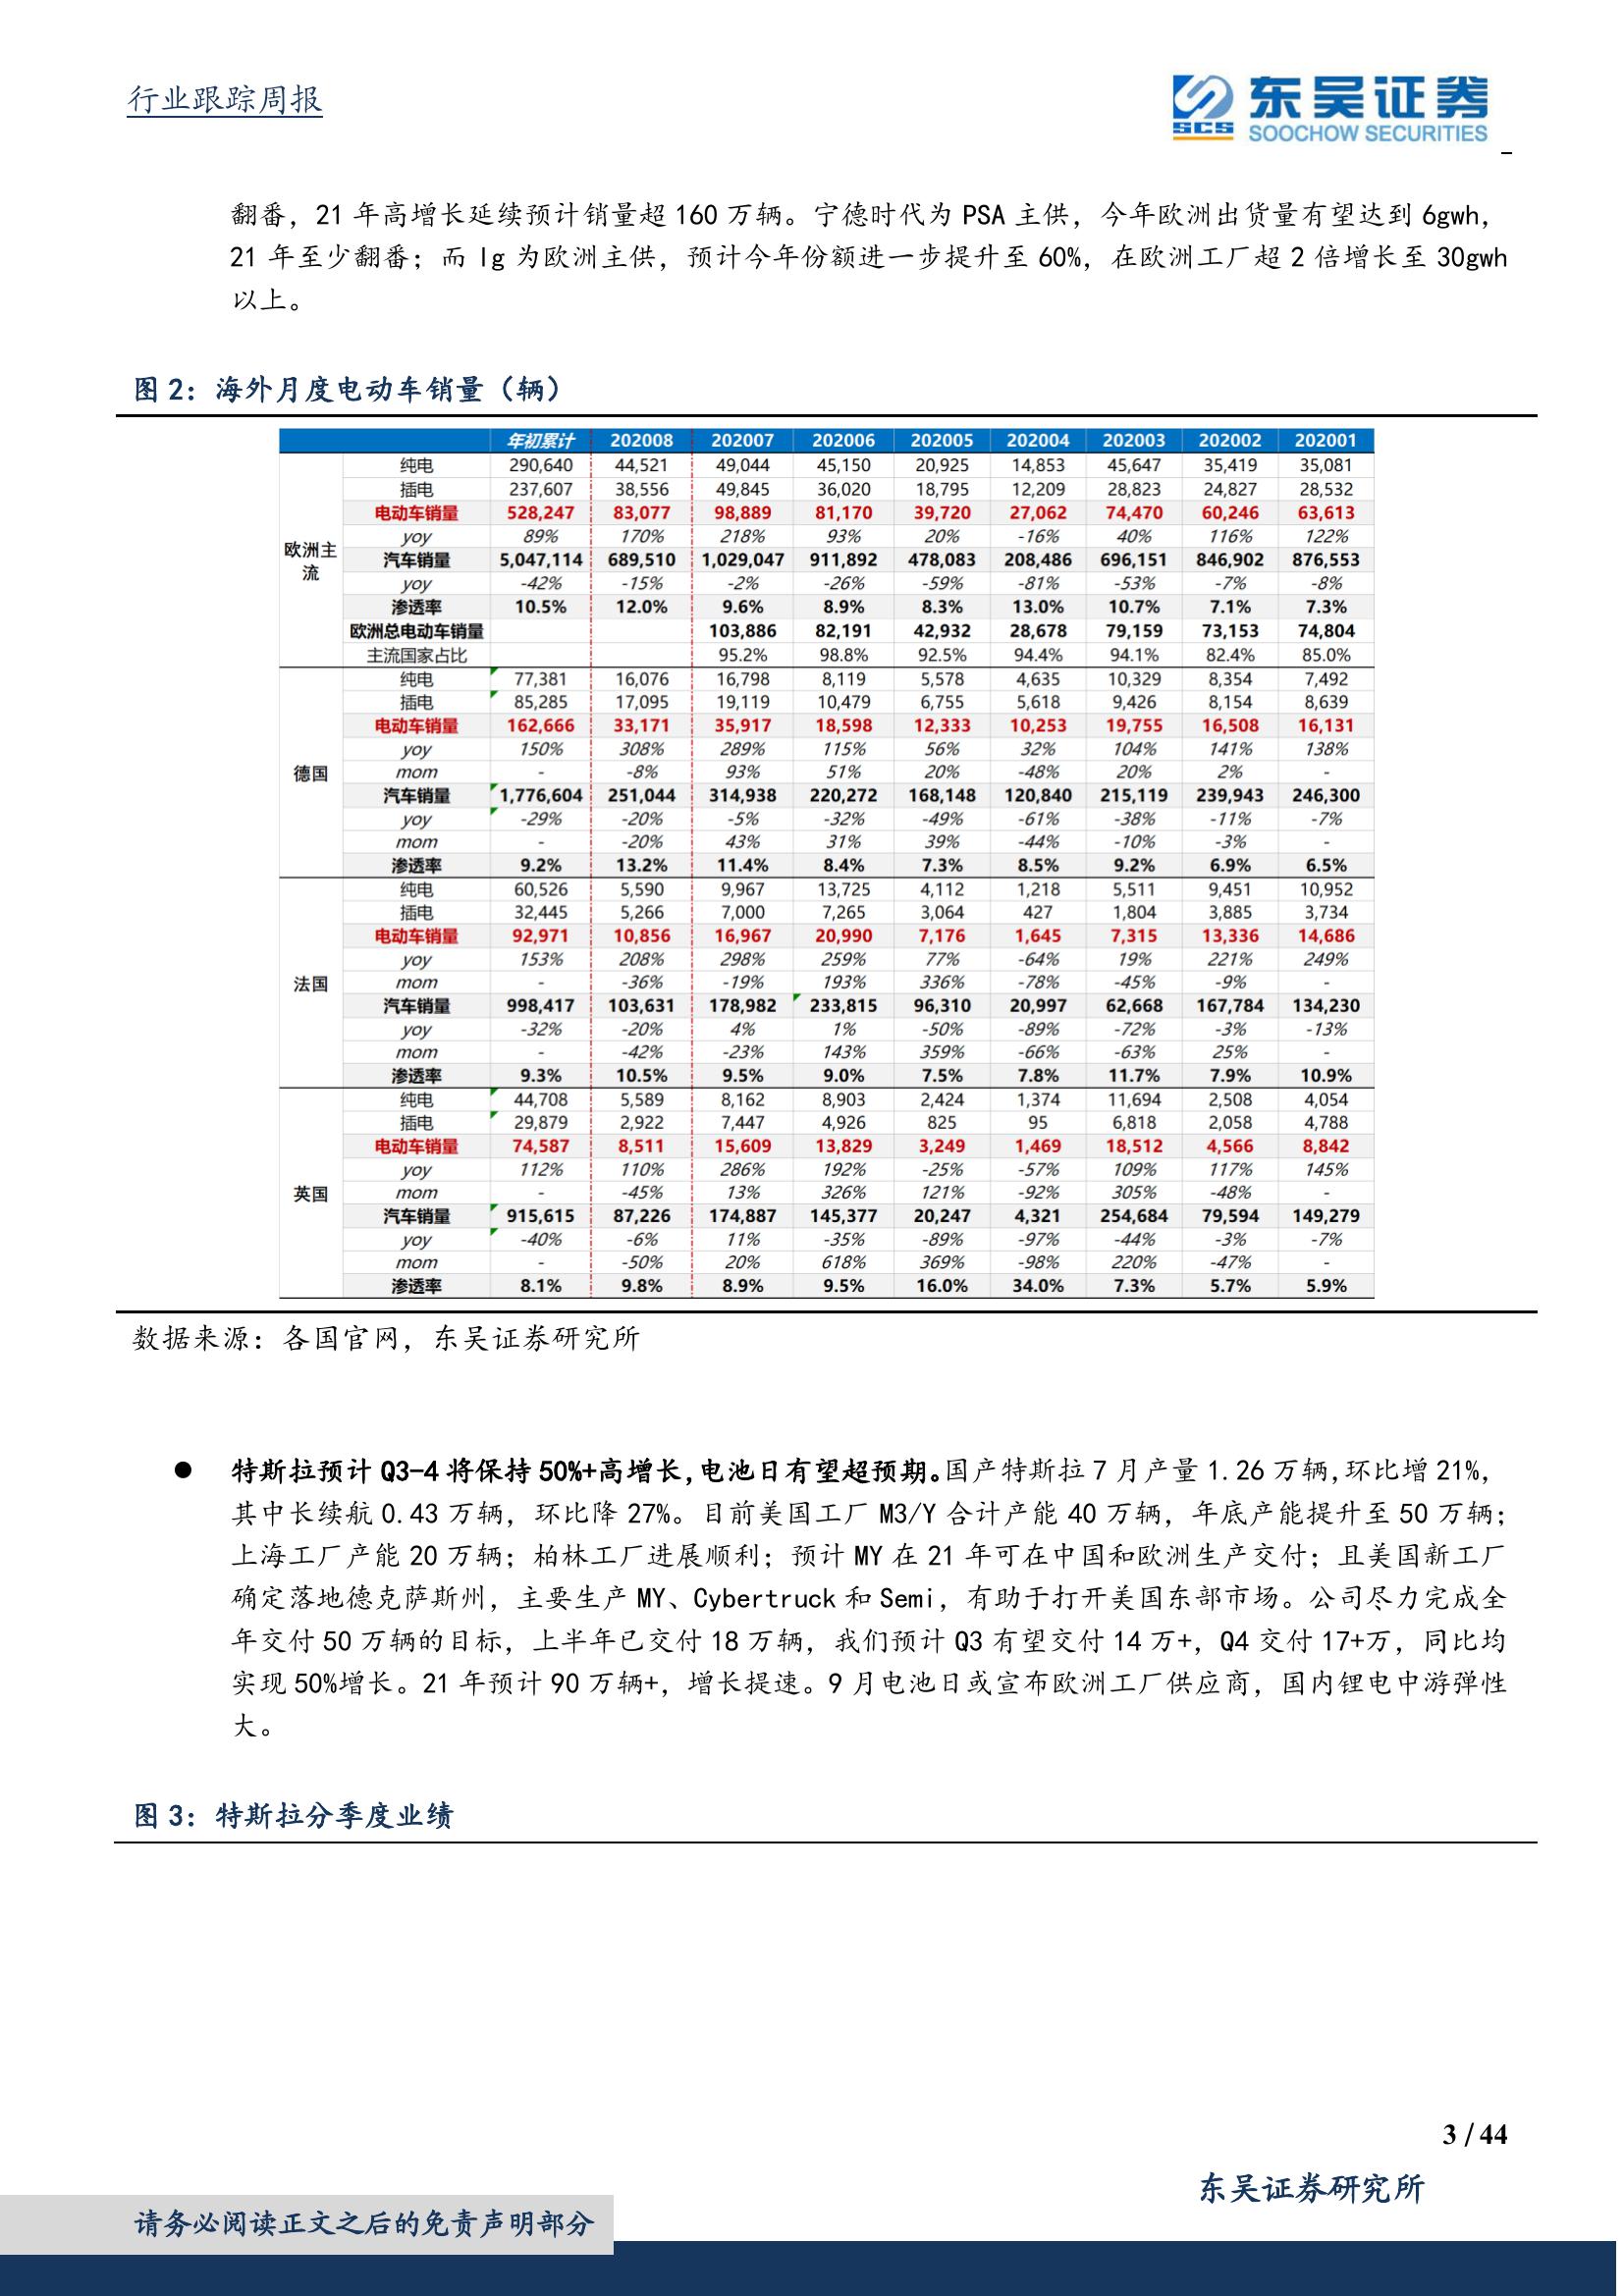 行业跟踪周报
东吴证券
SCS SOOCHOW SECURITIES
翻番，21 年高增长延续预计销量超 160 万辆。宁德时代为 PSA 主供，今年欧洲出货量有望达到 6gwh，
21 年至少翻番；而 lg 为欧洲主供，预计今年份额进一步提升至 60%，在欧洲工厂超 2 倍增长至 30gwh
以上。
图 2：海外月度电动车销量（辆）
年初累计 202008 202007 202006 202005 202004 202003 202002 202001
欧洲主流
纯电 290,640 44,521 49,044 45,150 20,925 14,853 45,647 35,419 35,081
插电 237,607 38,556 49,845 36,020 18,795 12,209 28,823 24,827 28,532
电动车销量 528,247 83,077 98,889 81,170 39,720 27,062 74,470 60,246 63,613
yoy 89% 170% 218% 93% 20% -16% 40% 116% 122%
汽车销量 5,047,114 689,510 1,029,047 911,892 478,083 208,486 696,151 846,902 876,553
yoy -42% -15% -2% -26% -59% -81% -53% -7% -8%
渗透率 10.5% 12.0% 9.6% 8.9% 8.3% 13.0% 10.7% 7.1% 7.3%
欧洲总电动车销量 103,886 82,191 42,932 28,678 79,159 73,153 74,804
主流国家占比 95.2% 98.8% 92.5% 94.4% 94.1% 82.4% 85.0%
德国
纯电 77,381 16,076 16,798 8,119 5,578 4,635 10,329 8,354 7,492
插电 85,285 17,095 19,119 10,479 6,755 5,618 9,426 8,154 8,639
电动车销量 162,666 33,171 35,917 18,598 12,333 10,253 19,755 16,508 16,131
yoy 150% 308% 289% 115% 56% 32% 104% 141% 138%
mom - -8% 93% 51% 20% -48% 20% 2% -
汽车销量 1,776,604 251,044 314,938 220,272 168,148 120,840 215,119 239,943 246,300
yoy -29% -20% -5% -32% -49% -61% -38% -11% -7%
mom - -20% 43% 31% 39% -44% -10% -3% -
渗透率 9.2% 13.2% 11.4% 8.4% 7.3% 8.5% 9.2% 6.9% 6.5%
法国
纯电 60,526 5,590 9,967 13,725 4,112 1,218 5,511 9,451 10,952
插电 32,445 5,266 7,000 7,265 3,064 427 1,804 3,885 3,734
电动车销量 92,971 10,856 16,967 20,990 7,176 1,645 7,315 13,336 14,686
yoy 153% 208% 298% 259% 77% -64% 19% 221% 249%
mom - -36% -19% 193% 336% -78% -45% -9% -
汽车销量 998,417 103,631 178,982 233,815 96,310 20,997 62,668 167,784 134,230
yoy -32% -20% 4% 1% -50% -89% -72% -3% -13%
mom - -42% -23% 143% 359% -66% -63% 25% -
渗透率 9.3% 10.5% 9.5% 9.0% 7.5% 7.8% 11.7% 7.9% 10.9%
英国
纯电 44,708 5,589 8,162 8,903 2,424 1,374 11,694 2,508 4,054
插电 29,879 2,922 7,447 4,926 825 95 6,818 2,058 4,788
电动车销量 74,587 8,511 15,609 13,829 3,249 1,469 18,512 4,566 8,842
yoy 112% 110% 286% 192% -25% -57% 109% 117% 145%
mom - -45% 13% 326% 121% -92% 305% -48% -
汽车销量 915,615 87,226 174,887 145,377 20,247 4,321 254,684 79,594 149,279
yoy -40% -6% 11% -35% -89% -97% -44% -3% -7%
mom - -50% 20% 618% 369% -98% 220% -47% -
渗透率 8.1% 9.8% 8.9% 9.5% 16.0% 34.0% 7.3% 5.7% 5.9%
数据来源：各国官网，东吴证券研究所
● 特斯拉预计 Q3-4 将保持 50%+高增长，电池日有望超预期。国产特斯拉 7 月产量 1.26 万辆，环比增 21%，
其中长续航 0.43 万辆，环比降 27%。目前美国工厂 M3/Y 合计产能 40 万辆，年底产能提升至 50 万辆；
上海工厂产能 20 万辆；柏林工厂进展顺利；预计 MY 在 21 年可在中国和欧洲生产交付；且美国新工厂
确定落地德克萨斯州，主要生产 MY、Cybertruck 和 Semi，有助于打开美国东部市场。公司尽力完成全
年交付 50 万辆的目标，上半年已交付 18 万辆，我们预计 Q3 有望交付 14 万+，Q4 交付 17+万，同比均
实现 50%增长。21 年预计 90 万辆+，增长提速。9 月电池日或宣布欧洲工厂供应商，国内锂电中游弹性
大。
图 3：特斯拉分季度业绩
3 / 44
东吴证券研究所
请务必阅读正文之后的免责声明部分